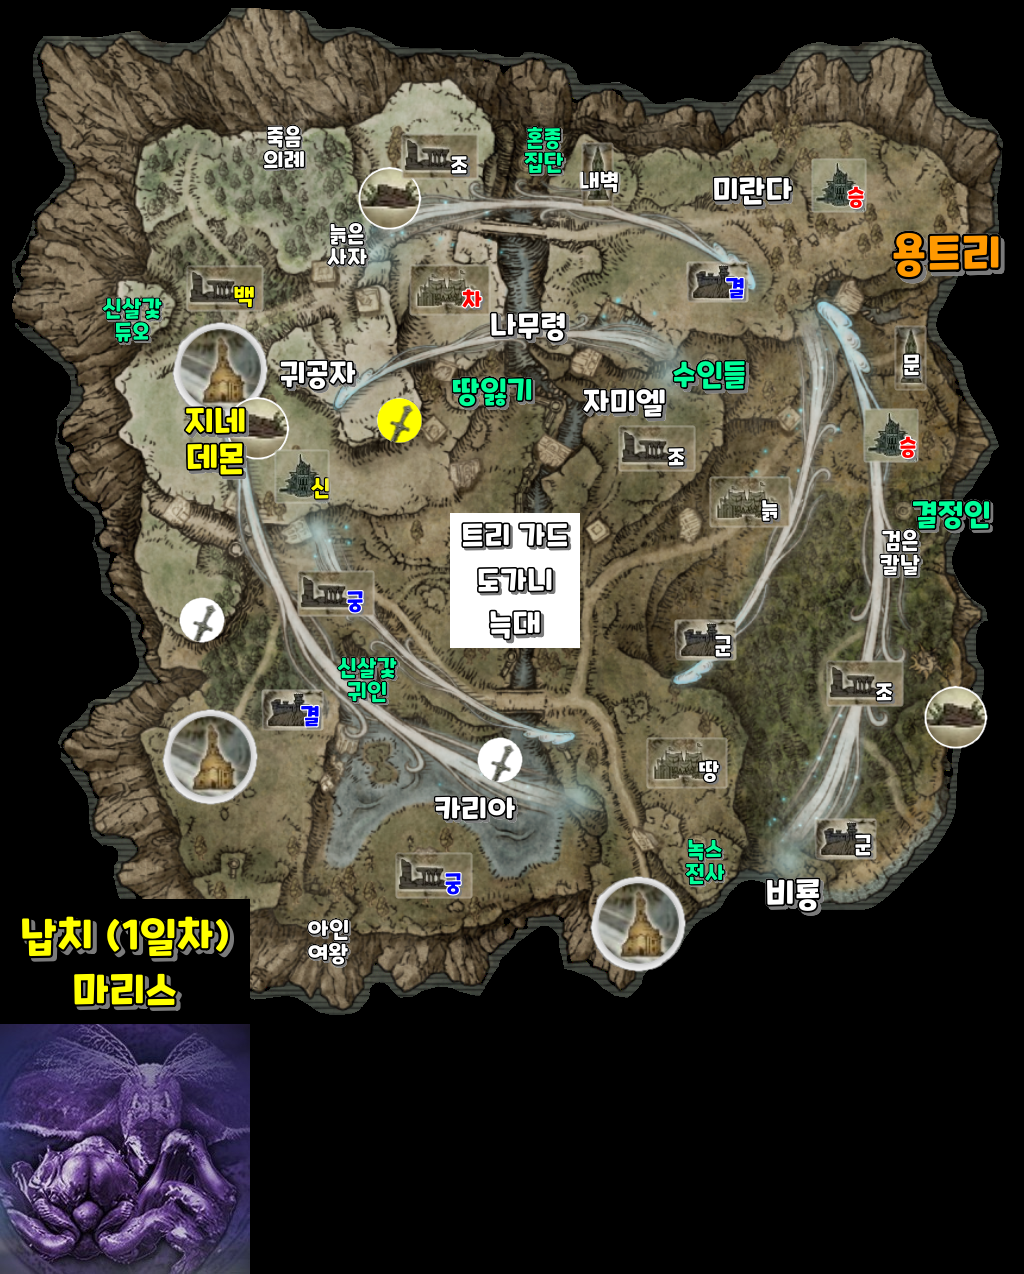 죽음
의례
조
혼종
집단
내벽
미란다
승
늙은
사자
용트리
백
차
결
신살갗
듀오
나무령
귀공자
문
땅잃기
수인들
자미엘
지네
데몬
조
승
신
늙
결정인
트리 가드
도가니
늑대
검은
칼날
궁
군
신살갗
귀인
조
결
땅
카리아
군
녹스
전사
궁
비룡
아인
여왕
납치 (1일차)
마리스